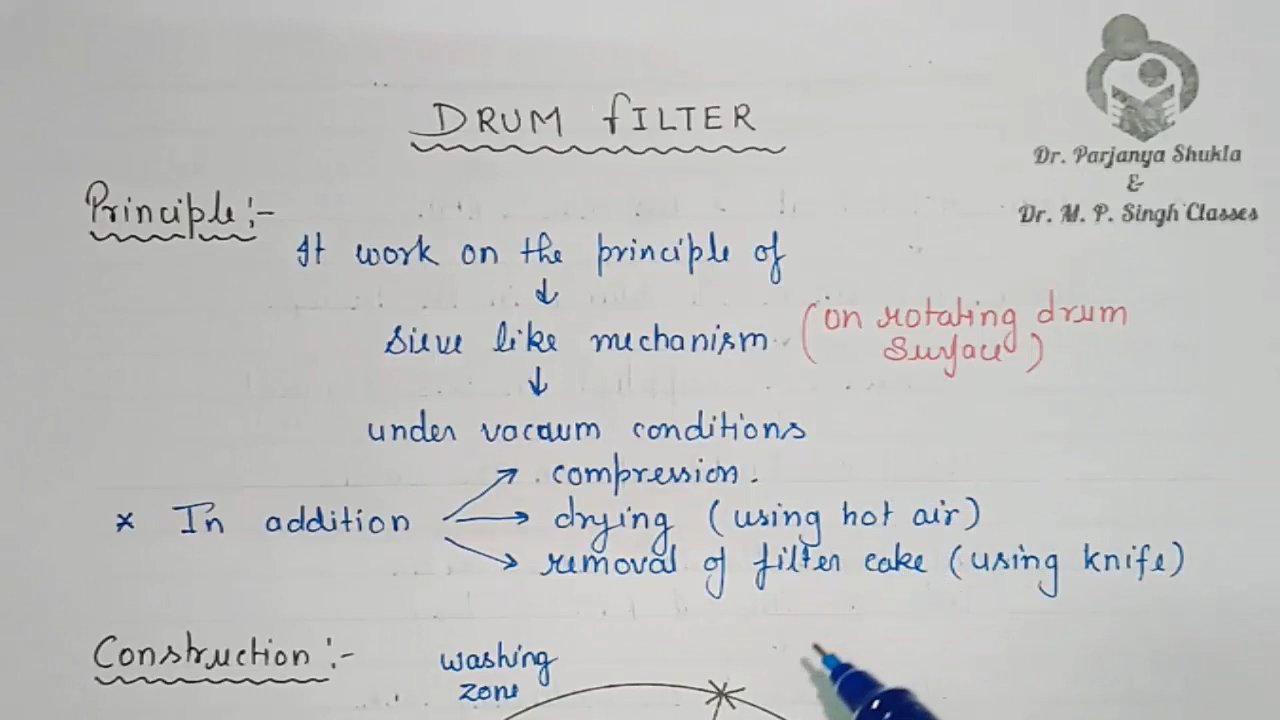 DRUM fILTER
Dr. Parjanya Shukla
&
Dr. M. P. Singh Classes
Principle:-
It work on the principle of
↓
sieve like mechanism (on rotating drum
surface)
↓
under vacuum conditions
compression.
* In addition → drying (using hot air)
removal of filter cake (using knife)
Construction:-
washing
zone